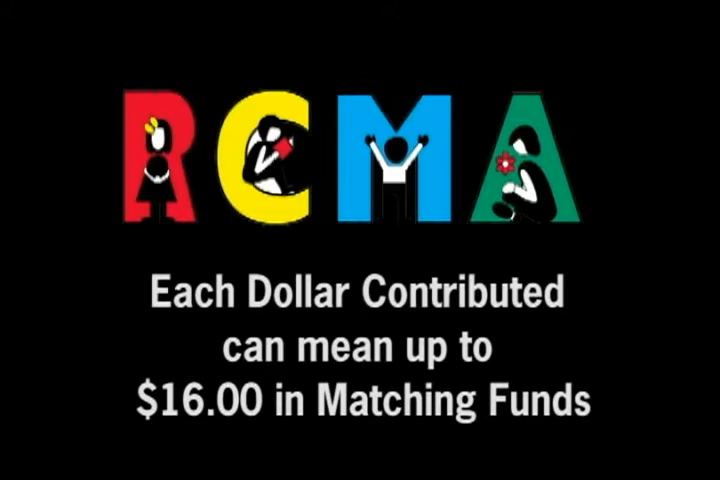 RCMA
Each Dollar Contributed
can mean up to
$16.00 in Matching Funds